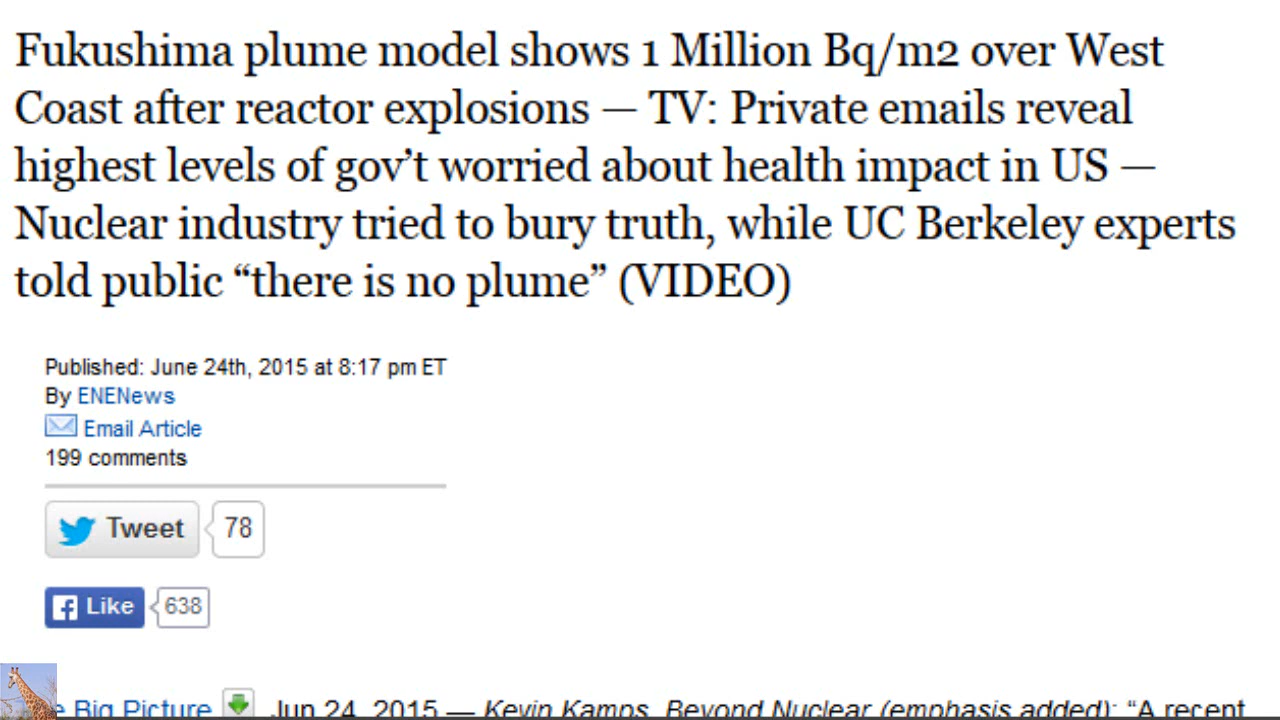 Fukushima plume model shows 1 Million Bq/m2 over West
Coast after reactor explosions — TV: Private emails reveal
highest levels of gov’t worried about health impact in US —
Nuclear industry tried to bury truth, while UC Berkeley experts
told public “there is no plume” (VIDEO)
Published: June 24th, 2015 at 8:17 pm ET
By ENENews
Email Article
199 comments
Tweet 78
Like 638
e Big Picture Jun 24, 2015 — Kevin Kamps, Beyond Nuclear (emphasis added): “A recent